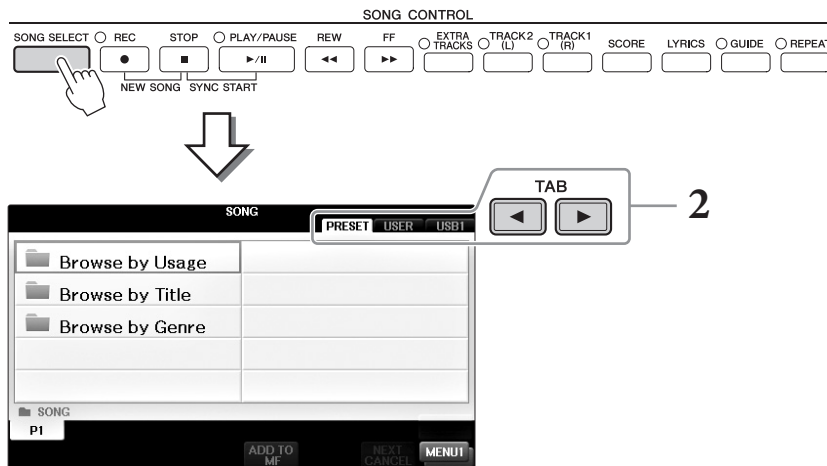 SONG CONTROL
SONG SELECT REC STOP PLAY/PAUSE REW FF EXTRA TRACKS TRACK2 (L) TRACK1 (R) SCORE LYRICS GUIDE REPEAT
NEW SONG SYNC START
TAB
2
SONG
PRESET USER USB1
Browse by Usage
Browse by Title
Browse by Genre
SONG
P1
ADD TO MF NEXT CANCEL MENU1